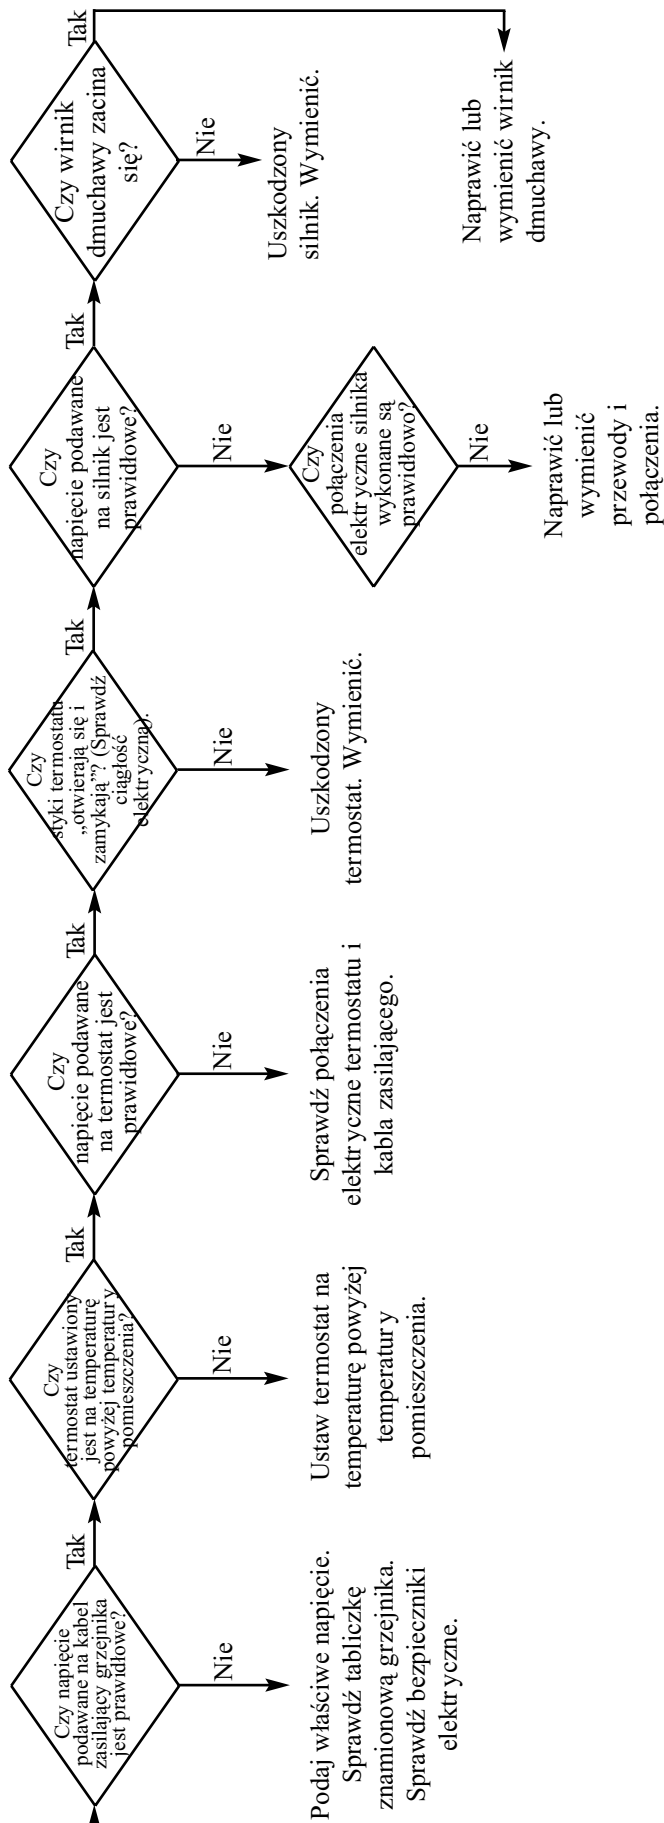 Czy napięcie
podawane na kabel
zasilający grzejnika
jest prawidłowe?
Tak
Nie
Podaj właściwe napięcie.
Sprawdź tabliczkę
znamionową grzejnika.
Sprawdź bezpieczniki
elektryczne.
Czy
termostat ustawiony
jest na temperaturę
powyżej temperatury
pomieszczenia?
Tak
Nie
Ustaw termostat na
temperaturę powyżej
temperatury
pomieszczenia.
Czy
napięcie podawane
na termostat jest
prawidłowe?
Tak
Nie
Sprawdź połączenia
elektryczne termostatu i
kabla zasilającego.
Czy
styki termostatu
„otwierają się i
zamykają”? (Sprawdź
ciągłość
elektryczną).
Tak
Nie
Uszkodzony
termostat. Wymienić.
Czy
napięcie podawane
na silnik jest
prawidłowe?
Tak
Nie
Czy
połączenia
elektryczne silnika
wykonane są
prawidłowo?
Nie
Naprawić lub
wymienić
przewody i
połączenia.
Czy wirnik
dmuchawy zacina
się?
Tak
Nie
Uszkodzony
silnik. Wymienić.
Naprawić lub
wymienić wirnik
dmuchawy.